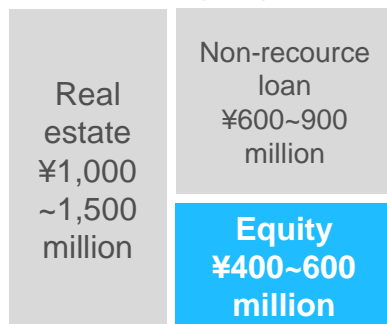 Real
estate
¥1,000
~1,500
million
Non-recource
loan
¥600~900
million
Equity
¥400~600
million